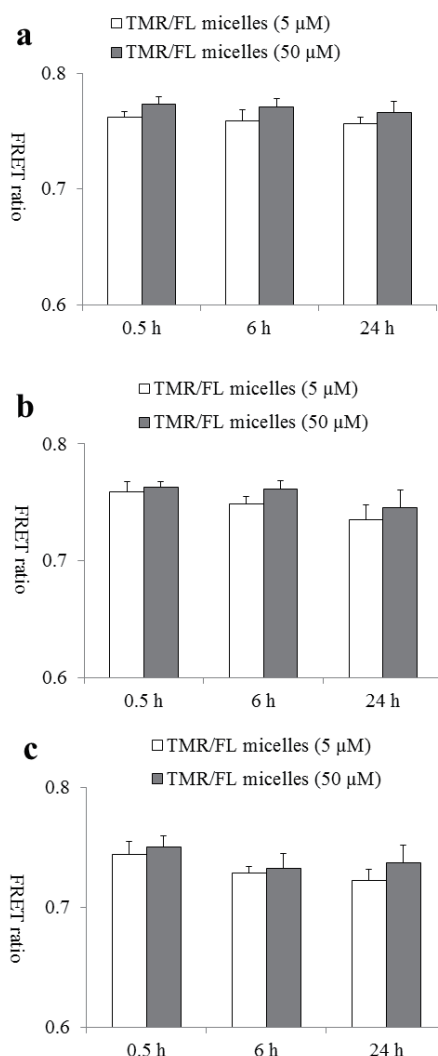 a
TMR/FL micelles (5 μM)
TMR/FL micelles (50 μM)
0.8
0.7
0.6
FRET ratio
0.5 h 6 h 24 h
b
TMR/FL micelles (5 μM)
TMR/FL micelles (50 μM)
0.8
0.7
0.6
FRET ratio
0.5 h 6 h 24 h
c
TMR/FL micelles (5 μM)
TMR/FL micelles (50 μM)
0.8
0.7
0.6
FRET ratio
0.5 h 6 h 24 h